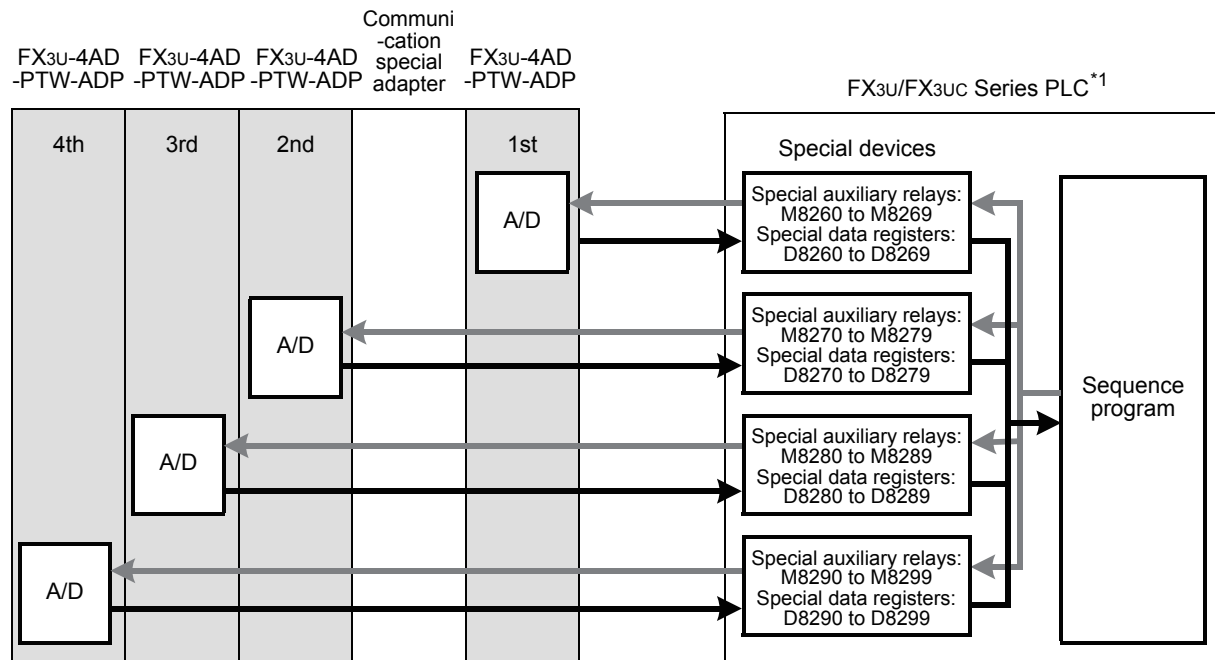 Communi
-cation
special
adapter
FX3U-4AD
-PTW-ADP
FX3U-4AD
-PTW-ADP
FX3U-4AD
-PTW-ADP
FX3U-4AD
-PTW-ADP
FX3U/FX3UC Series PLC*1
4th
3rd
2nd
1st
Special devices
A/D
Special auxiliary relays:
M8260 to M8269
Special data registers:
D8260 to D8269
A/D
Special auxiliary relays:
M8270 to M8279
Special data registers:
D8270 to D8279
Sequence
program
A/D
Special auxiliary relays:
M8280 to M8289
Special data registers:
D8280 to D8289
A/D
Special auxiliary relays:
M8290 to M8299
Special data registers:
D8290 to D8299